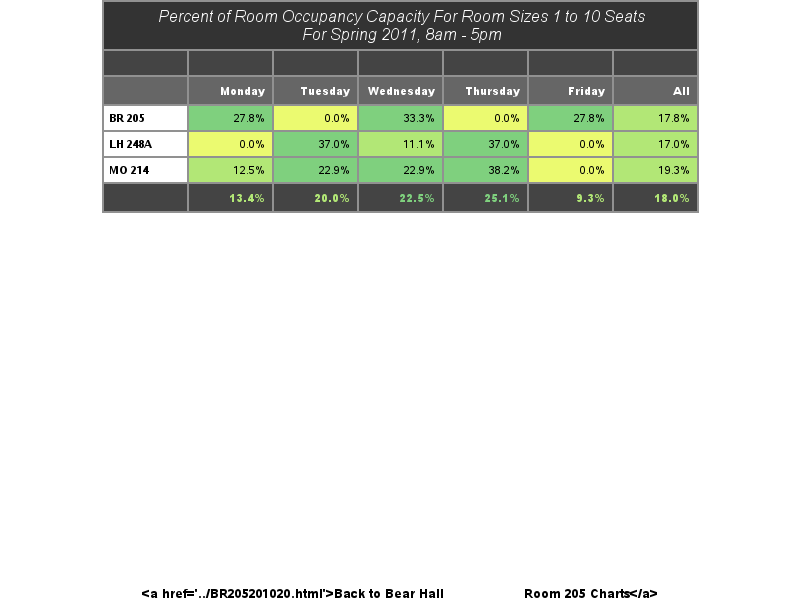 Percent of Room Occupancy Capacity For Room Sizes 1 to 10 Seats
For Spring 2011, 8am - 5pm
Monday Tuesday Wednesday Thursday Friday All
BR 205 27.8% 0.0% 33.3% 0.0% 27.8% 17.8%
LH 248A 0.0% 37.0% 11.1% 37.0% 0.0% 17.0%
MO 214 12.5% 22.9% 22.9% 38.2% 0.0% 19.3%
13.4% 20.0% 22.5% 25.1% 9.3% 18.0%
<a href='../BR205201020.html'>Back to Bear Hall Room 205 Charts</a>